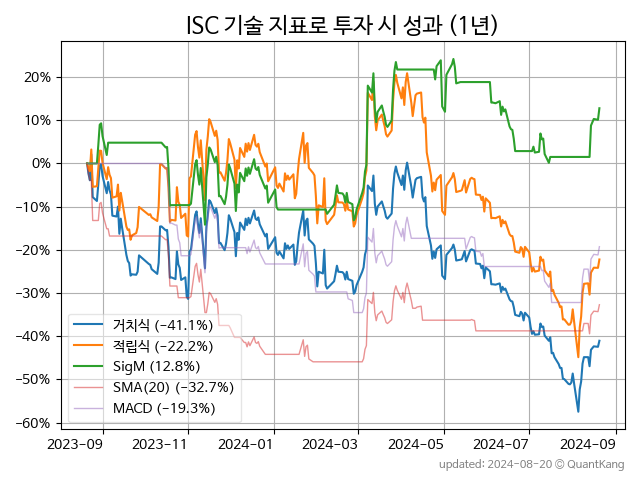 ISC 기술 지표로 투자 시 성과 (1년)
20%
10%
0%
−10%
−20%
−30%
−40%
−50%
−60%
거치식 (−41.1%)
적립식 (−22.2%)
SigM (12.8%)
SMA(20) (−32.7%)
MACD (−19.3%)
2023-09 2023-11 2024-01 2024-03 2024-05 2024-07 2024-09
updated: 2024-08-20 © QuantKang